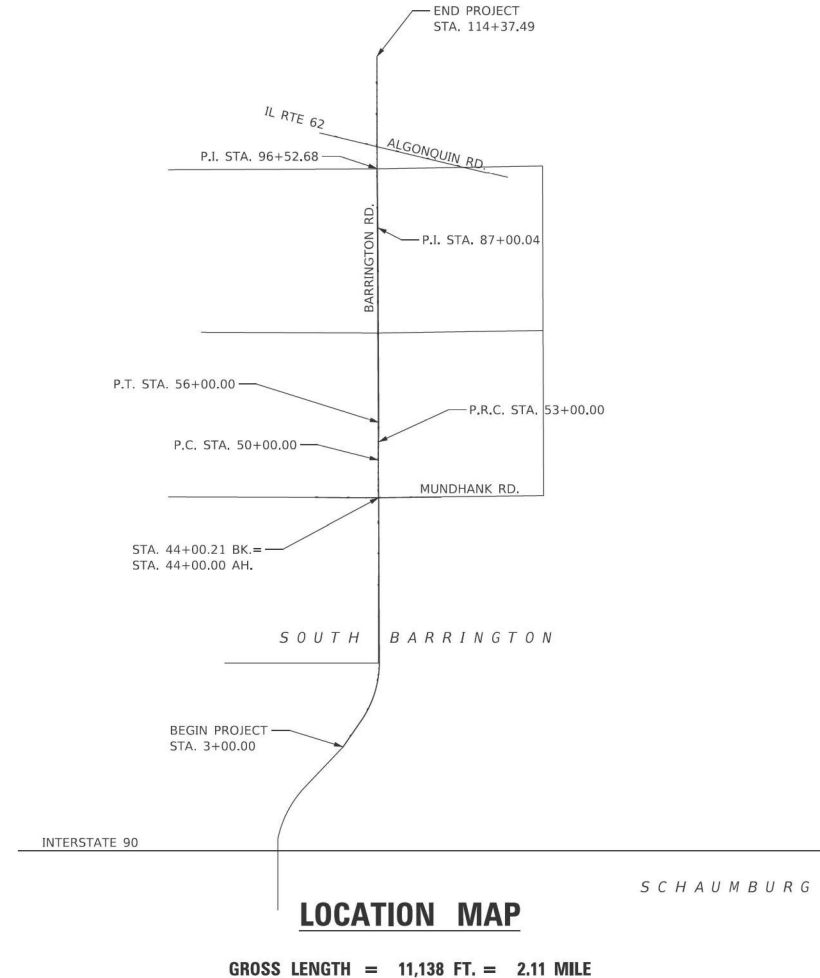 END PROJECT
STA. 114+37.49
IL RTE 62
ALGONQUIN RD.
P.I. STA. 96+52.68
BARRINGTON RD.
P.I. STA. 87+00.04
P.T. STA. 56+00.00
P.R.C. STA. 53+00.00
P.C. STA. 50+00.00
MUNDHANK RD.
STA. 44+00.21 BK.=
STA. 44+00.00 AH.
SOUTH BARRINGTON
BEGIN PROJECT
STA. 3+00.00
INTERSTATE 90
SCHAUMBURG
LOCATION MAP
GROSS LENGTH = 11,138 FT. = 2.11 MILE